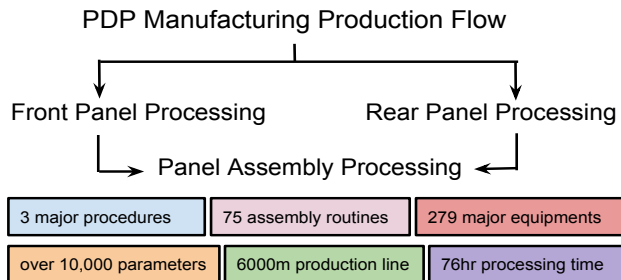 PDP Manufacturing Production Flow
Front Panel Processing
Rear Panel Processing
Panel Assembly Processing
3 major procedures
75 assembly routines
279 major equipments
over 10,000 parameters
6000m production line
76hr processing time